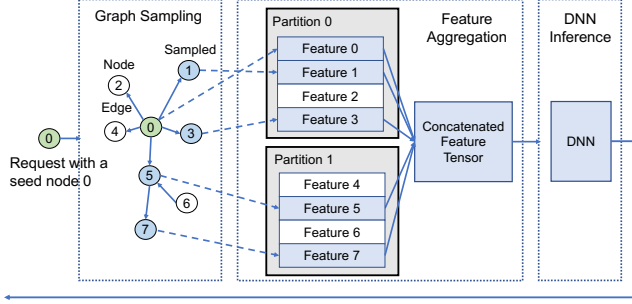 Graph Sampling
Sampled
1
Node
2
Edge
4
0
3
0
Request with a
seed node 0
5
6
7
Partition 0
Feature 0
Feature 1
Feature 2
Feature 3
Partition 1
Feature 4
Feature 5
Feature 6
Feature 7
Feature
Aggregation
Concatenated
Feature
Tensor
DNN
Inference
DNN